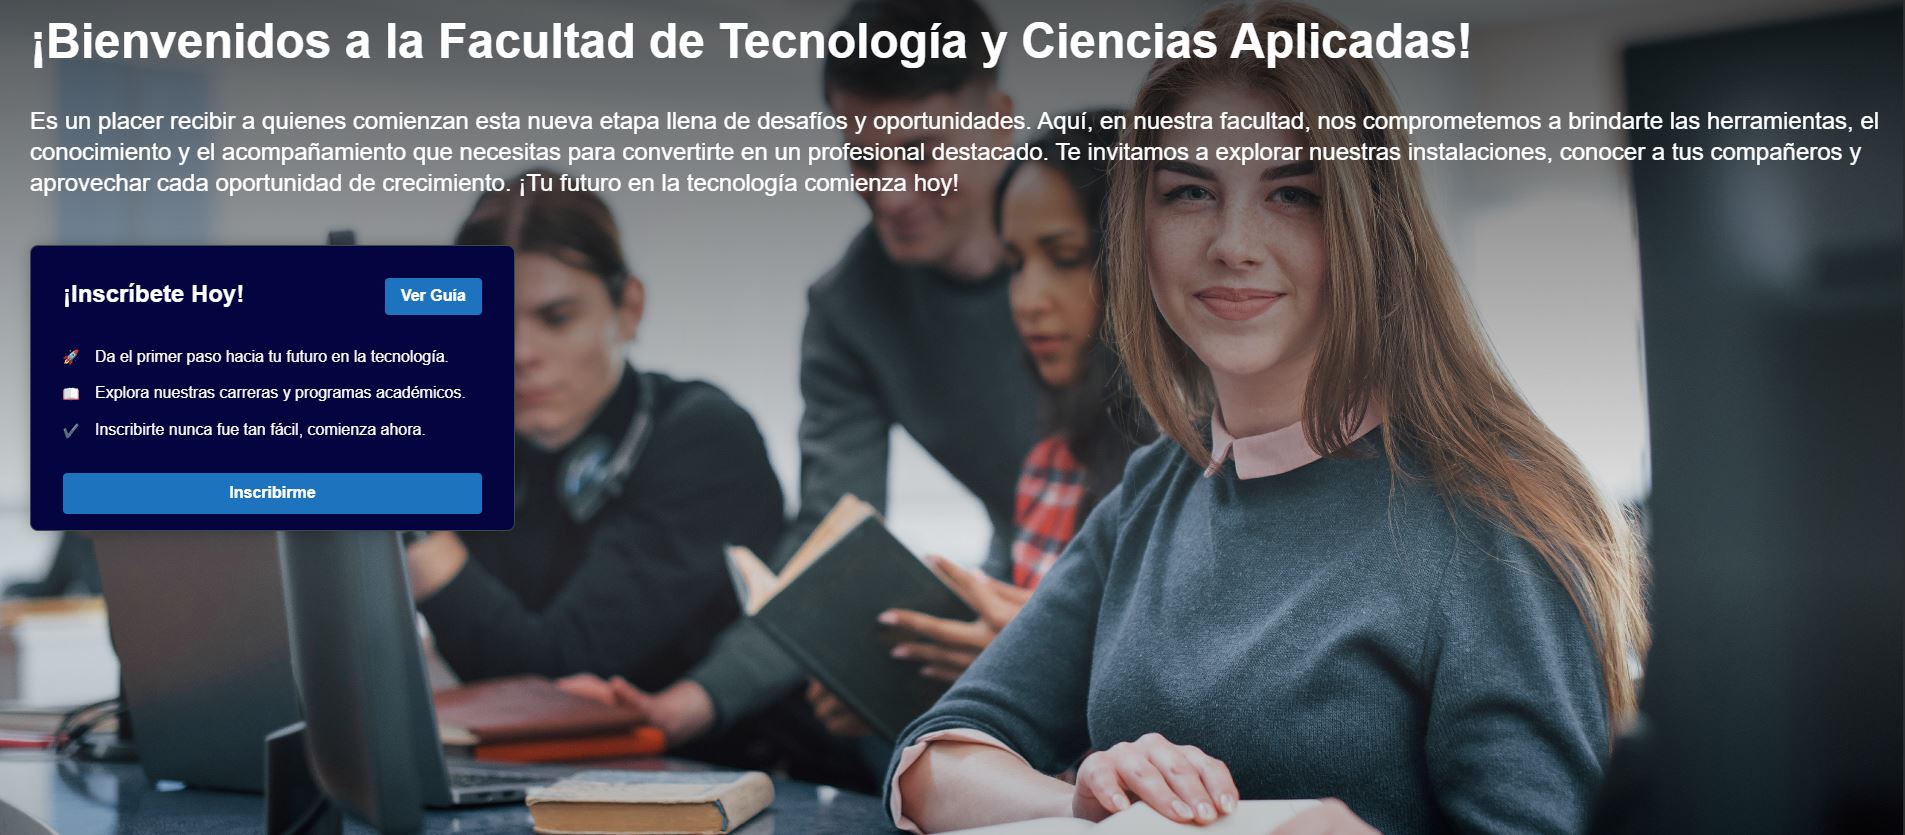 ¡Bienvenidos a la Facultad de Tecnología y Ciencias Aplicadas!
Es un placer recibir a quienes comienzan esta nueva etapa llena de desafíos y oportunidades. Aquí, en nuestra facultad, nos comprometemos a brindarte las herramientas, el
conocimiento y el acompañamiento que necesitas para convertirte en un profesional destacado. Te invitamos a explorar nuestras instalaciones, conocer a tus compañeros y
aprovechar cada oportunidad de crecimiento. ¡Tu futuro en la tecnología comienza hoy!
¡Inscríbete Hoy!
Ver Guía
🚀 Da el primer paso hacia tu futuro en la tecnología.
📖 Explora nuestras carreras y programas académicos.
✔️ Inscribirte nunca fue tan fácil, comienza ahora.
Inscribirme